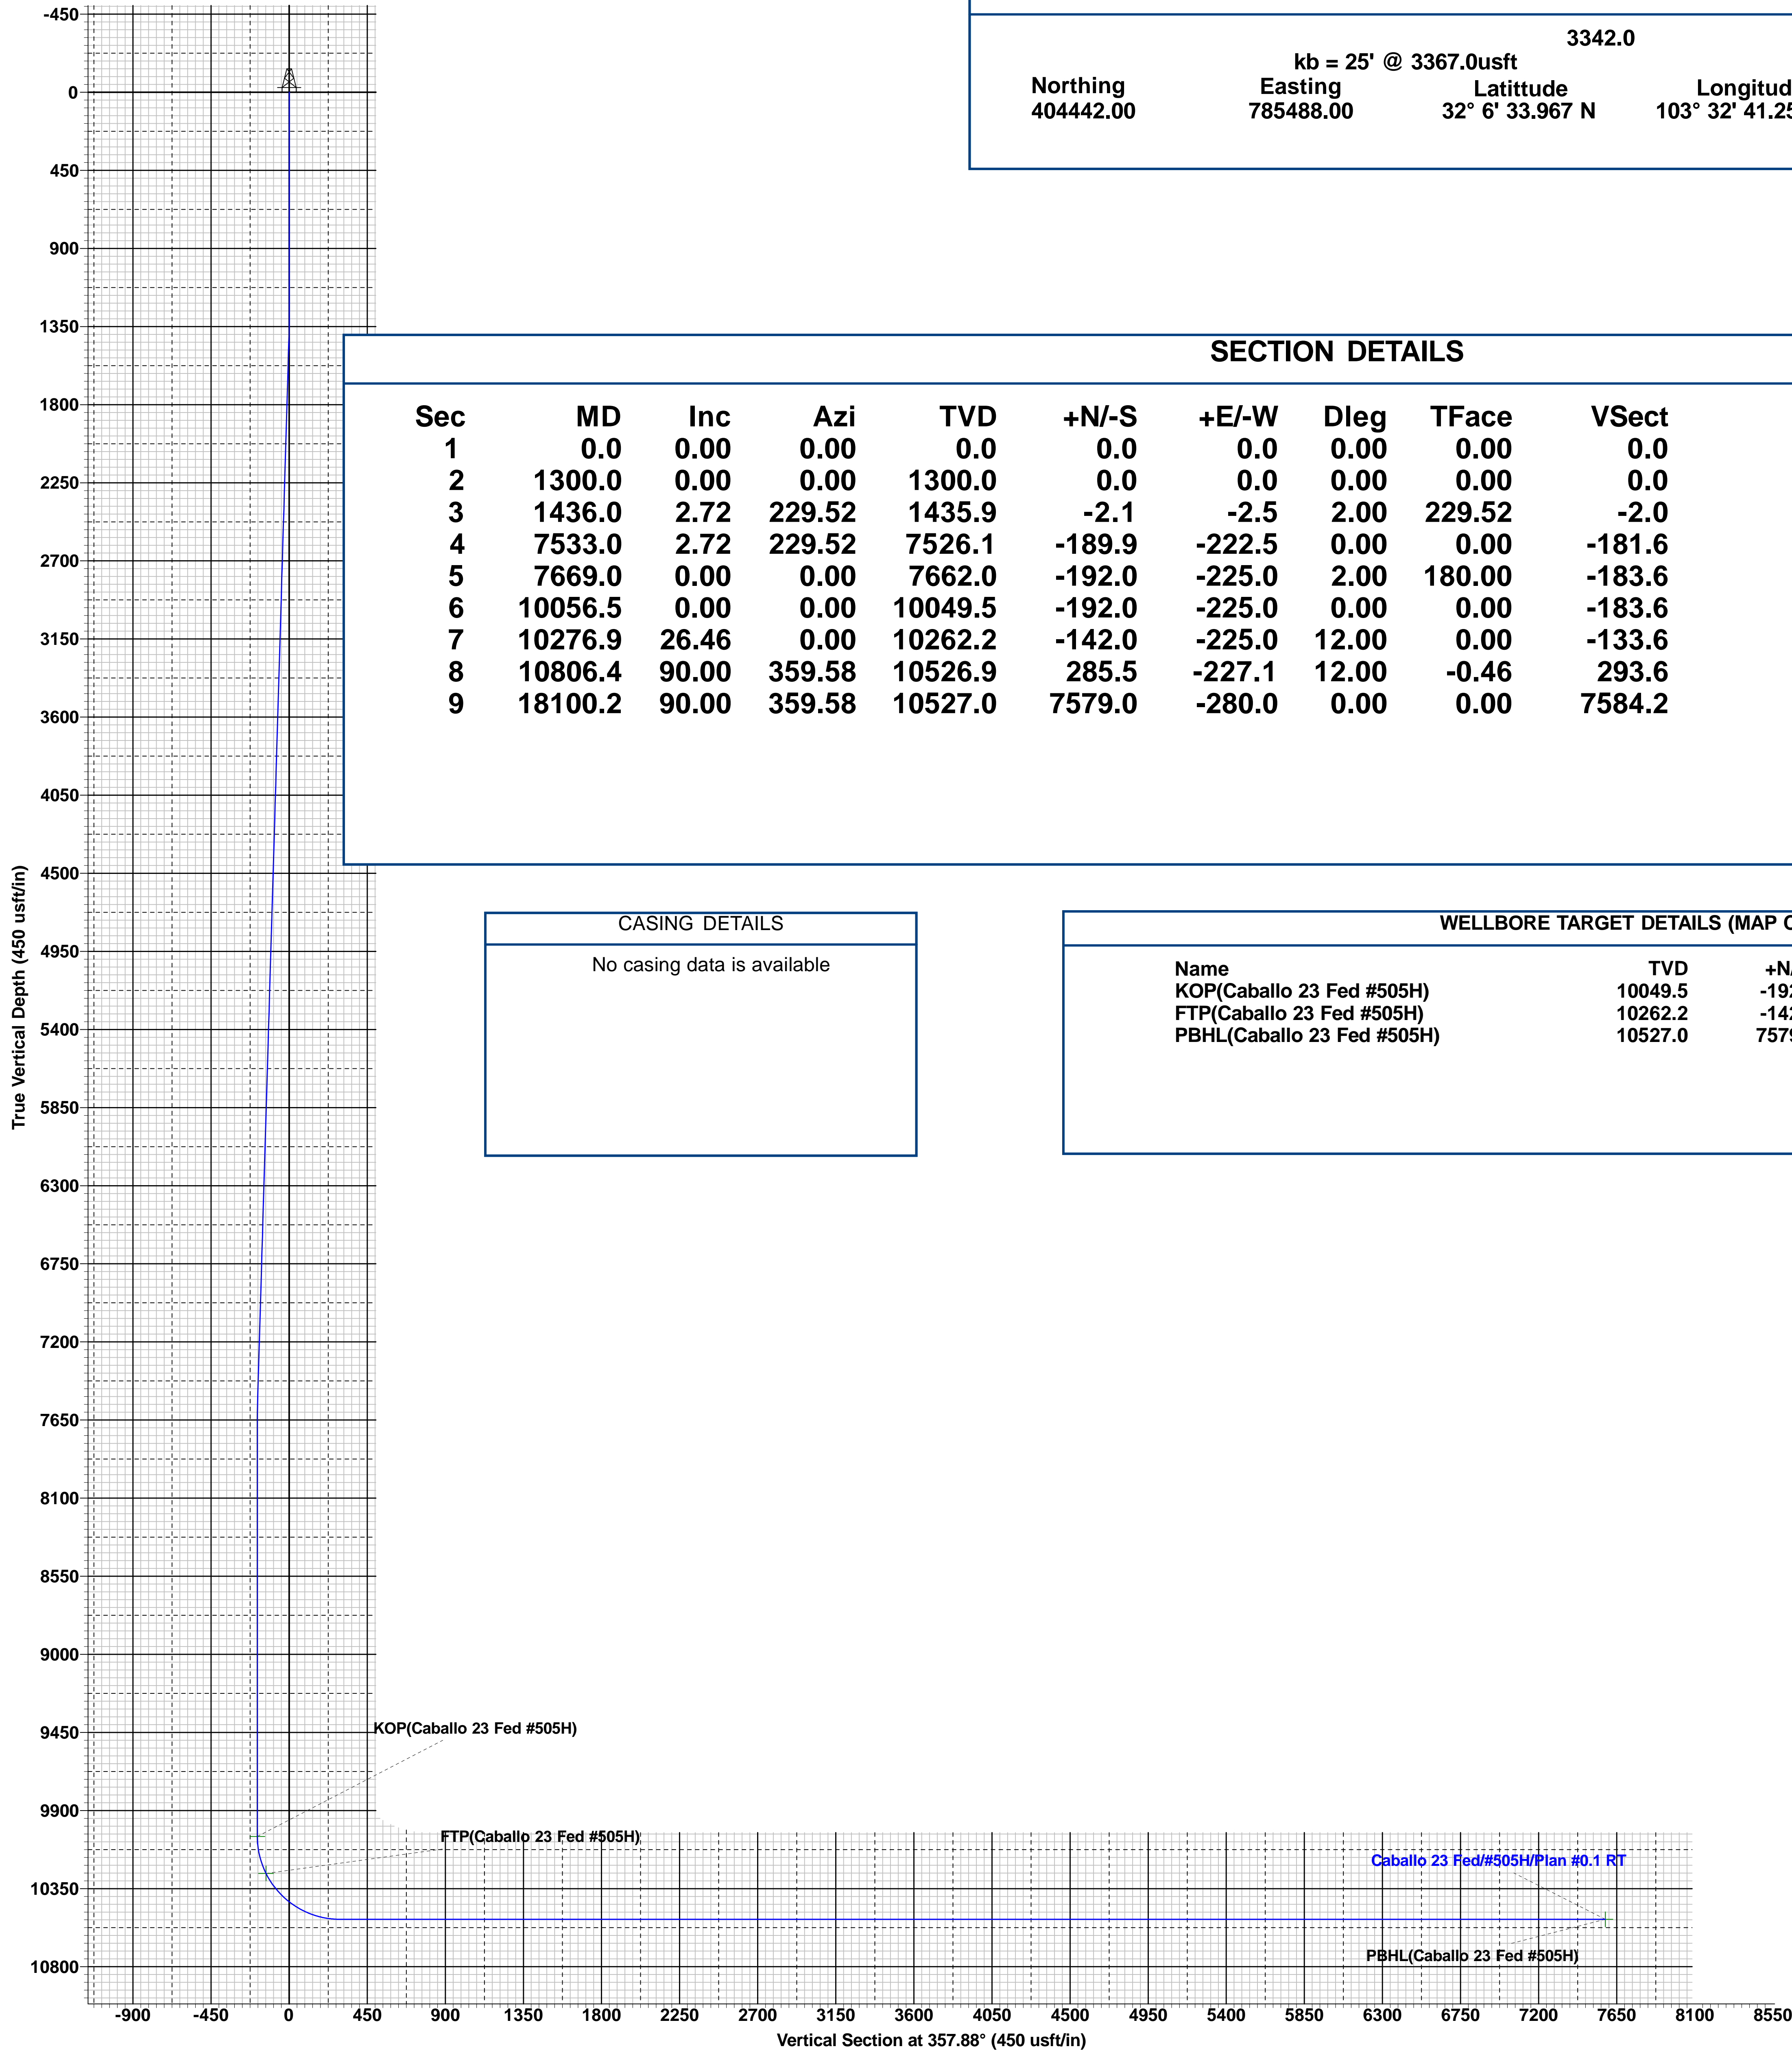 3342.0
kb = 25' @ 3367.0usft
Northing Easting Latittude
404442.00 785488.00 32° 6' 33.967 N 103° 32'
SECTION DETAILS
Sec MD Inc Azi TVD +N/-S +E/-W Dleg TFace VSect
1 0.0 0.00 0.00 0.0 0.0 0.0 0.00 0.00 0.0
2 1300.0 0.00 0.00 1300.0 0.0 0.0 0.00 0.00 0.0
3 1436.0 2.72 229.52 1435.9 -2.1 -2.5 2.00 229.52 -2.0
4 7533.0 2.72 229.52 7526.1 -189.9 -222.5 0.00 0.00 -181.6
5 7669.0 0.00 0.00 7662.0 -192.0 -225.0 2.00 180.00 -183.6
6 10056.5 0.00 0.00 10049.5 -192.0 -225.0 0.00 0.00 -183.6
7 10276.9 26.46 0.00 10262.2 -142.0 -225.0 12.00 0.00 -133.6
8 10806.4 90.00 359.58 10526.9 285.5 -227.1 12.00 -0.46 293.6
9 18100.2 90.00 359.58 10527.0 7579.0 -280.0 0.00 0.00 7584.2
CASING DETAILS
No casing data is available
WELLBORE TARGET DETAILS (MAP
Name TVD
KOP(Caballo 23 Fed #505H) 10049.5
FTP(Caballo 23 Fed #505H) 10262.2
PBHL(Caballo 23 Fed #505H) 10527.0
True Vertical Depth (450 usft/in)
-450
0
450
900
1350
1800
2250
2700
3150
3600
4050
4500
4950
5400
5850
6300
6750
7200
7650
8100
8550
9000
9450
9900
10350
10800
KOP(Caballo 23 Fed #505H)
FTP(Caballo 23 Fed #505H)
Caballo 23 Fed/#505H/Plan #0.1 RT
PBHL(Caballo 23 Fed #505H)
-900 -450 0 450 900 1350 1800 2250 2700 3150 3600 4050 4500 4950 5400 5850 6300 6750 7200 7650 8100 8550
Vertical Section at 357.88° (450 usft/in)